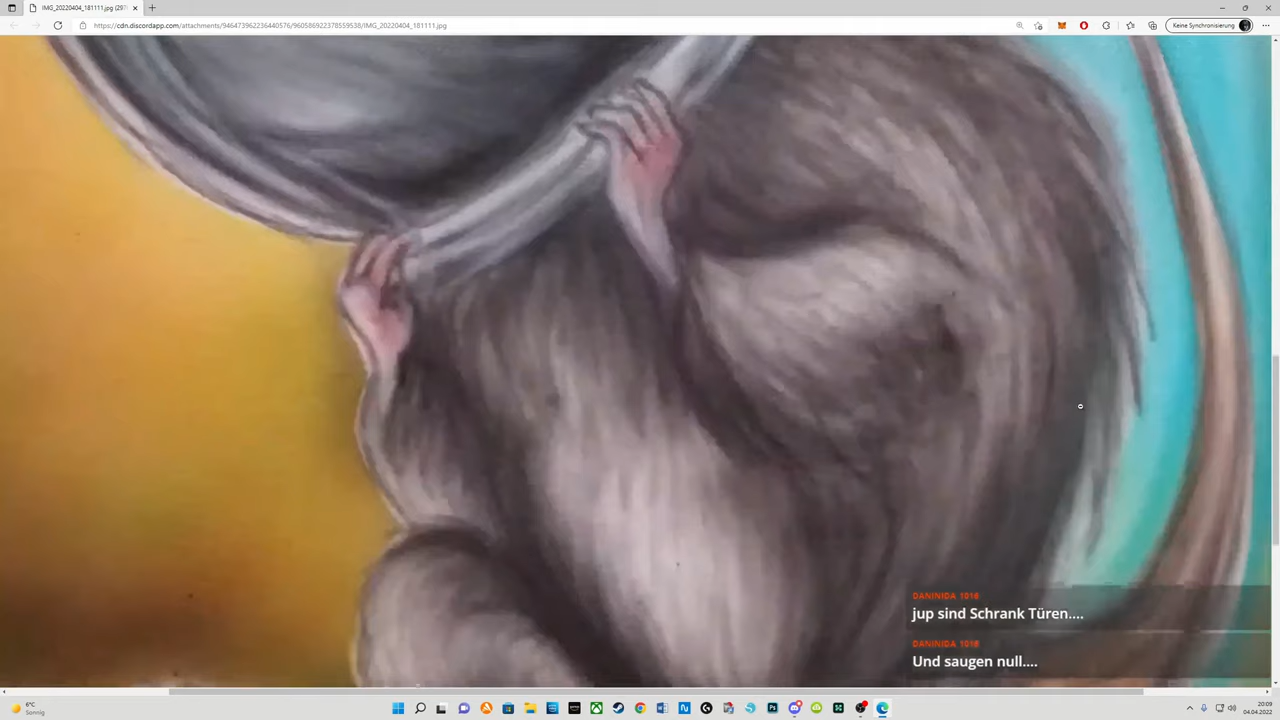 IMG_20220404_181111.jpg (297
https://cdn.discordapp.com/attachments/946473962236440576/960586922378559538/IMG_20220404_181111.jpg
Keine Synchronisierung
DANINIDA 1016
jup sind Schrank Türen....
DANINIDA 1016
Und saugen null....
6°C
Sonnig
20:09
04.04.2022